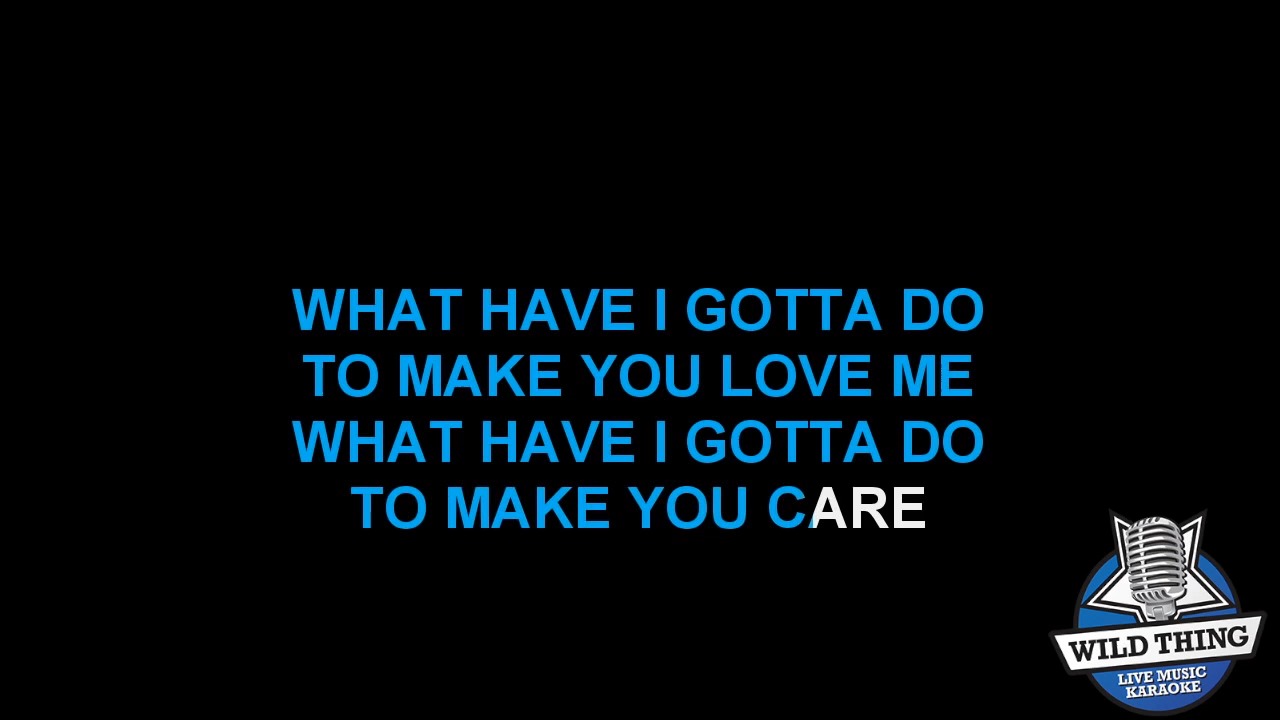 WHAT HAVE I GOTTA DO
TO MAKE YOU LOVE ME
WHAT HAVE I GOTTA DO
TO MAKE YOU CARE
WILD THING
LIVE MUSIC
KARAOKE